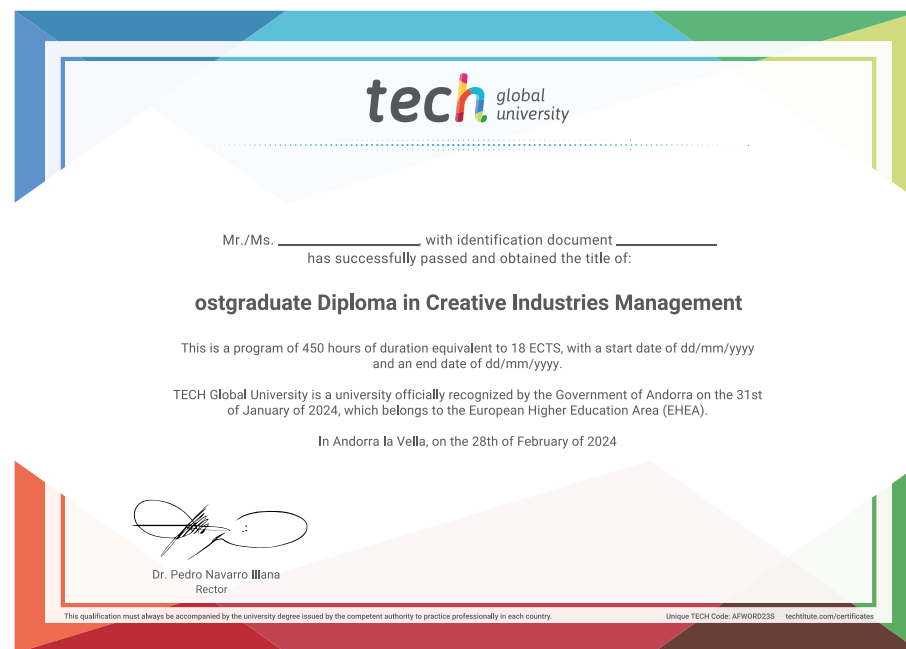 tech global
university
Mr./Ms. ____________________, with identification document ______________
has successfully passed and obtained the title of:
ostgraduate Diploma in Creative Industries Management
This is a program of 450 hours of duration equivalent to 18 ECTS, with a start date of dd/mm/yyyy
and an end date of dd/mm/yyyy.
TECH Global University is a university officially recognized by the Government of Andorra on the 31st
of January of 2024, which belongs to the European Higher Education Area (EHEA).
In Andorra la Vella, on the 28th of February of 2024
Dr. Pedro Navarro Illana
Rector
This qualification must always be accompanied by the university degree issued by the competent authority to practice professionally in each country.
Unique TECH Code: AFWORD23S techtitute.com/certificates